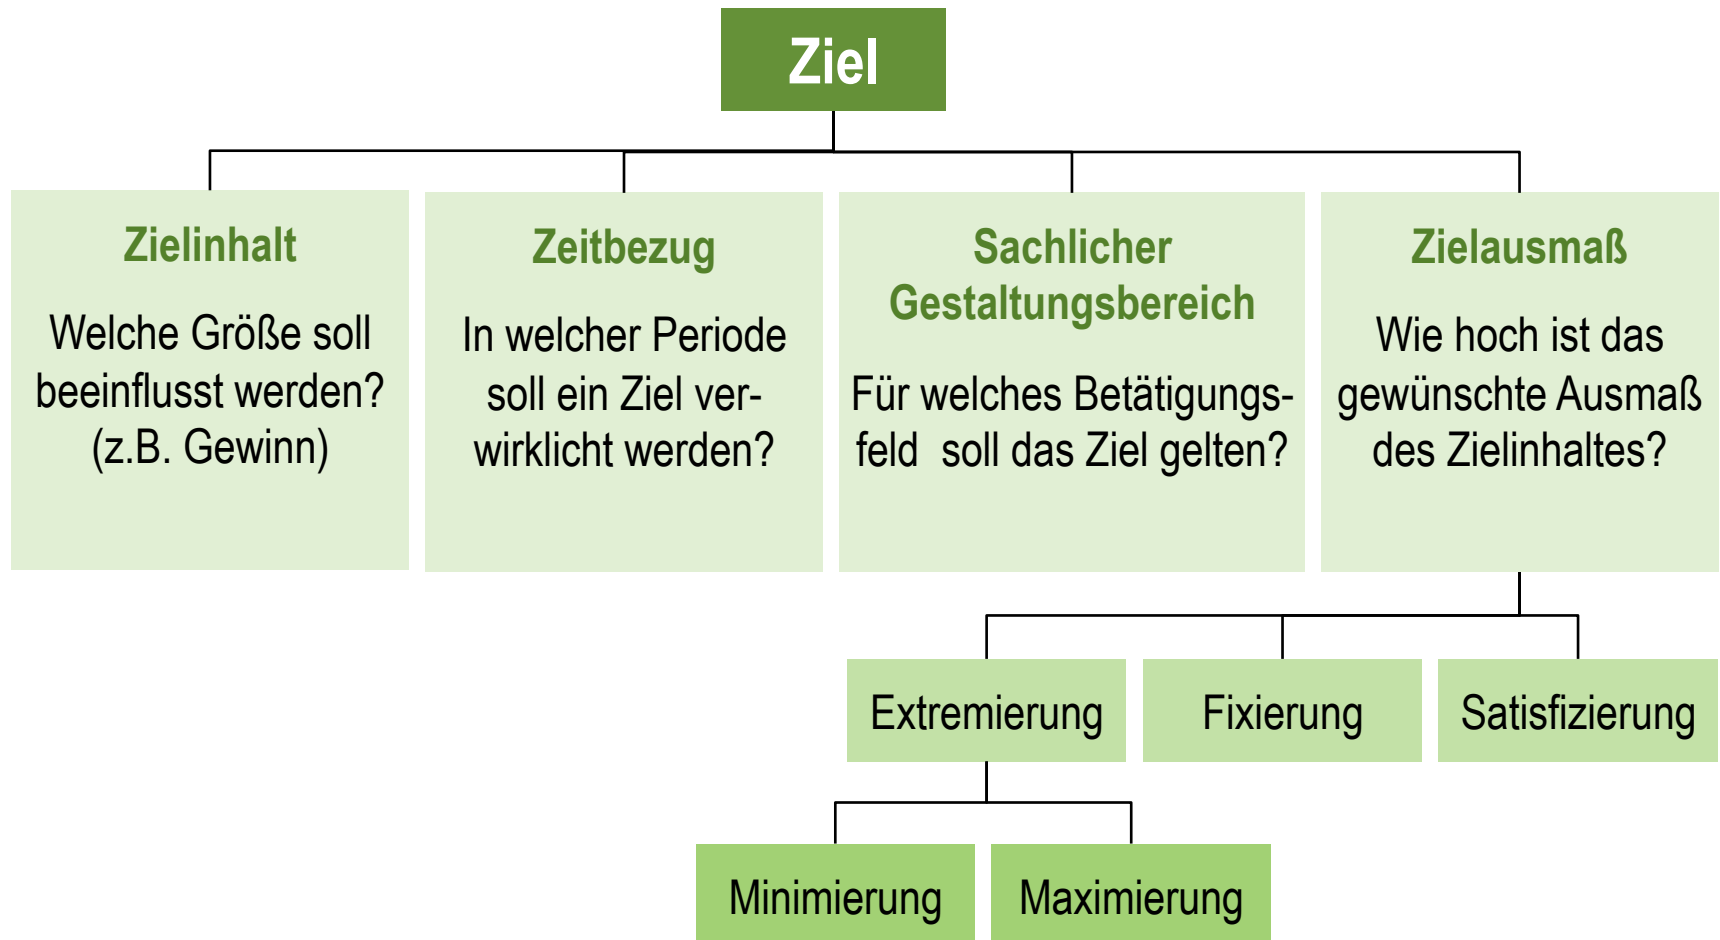 Ziel
Zielinhalt
Welche Größe soll
beeinflusst werden?
(z.B. Gewinn)
Zeitbezug
In welcher Periode
soll ein Ziel ver-
wirklicht werden?
Sachlicher
Gestaltungsbereich
Für welches Betätigungs-
feld  soll das Ziel gelten?
Zielausmaß
Wie hoch ist das
gewünschte Ausmaß
des Zielinhaltes?
Extremierung
Fixierung
Satisfizierung
Minimierung
Maximierung